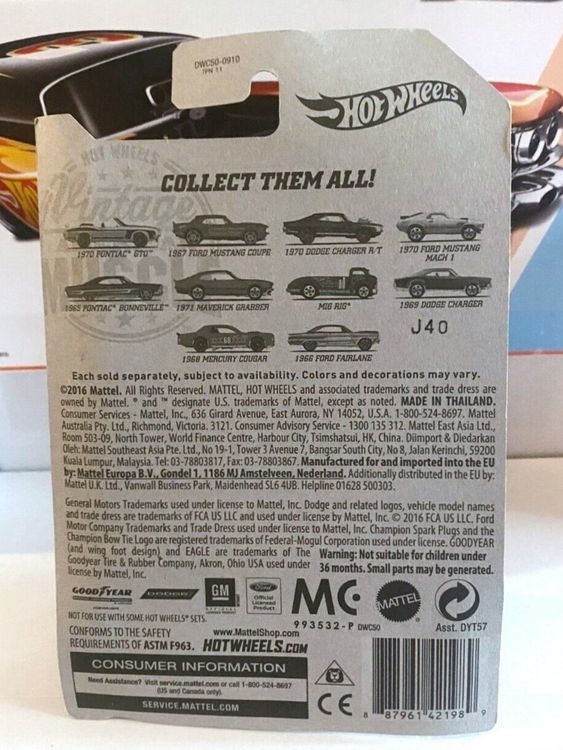 DWC50-0910
7PN 11
HOT WHEELS
HOT WHEELS
Vintage
MUSCLE
COLLECT THEM ALL!
1970 PONTIAC® GTO™ 1967 FORD MUSTANG COUPE 1970 DODGE CHARGER R/T 1970 FORD MUSTANG MACH 1
1965 PONTIAC® BONNEVILLE™ 1971 MAVERICK GRABBER MIG RIG® 1969 DODGE CHARGER
J40
1968 MERCURY COUGAR 1966 FORD FAIRLANE
Each sold separately, subject to availability. Colors and decorations may vary.
©2016 Mattel. All Rights Reserved. MATTEL, HOT WHEELS and associated trademarks and trade dress are
owned by Mattel. ® and ™ designate U.S. trademarks of Mattel, except as noted. MADE IN THAILAND.
Consumer Services - Mattel, Inc., 636 Girard Avenue, East Aurora, NY 14052, U.S.A. 1-800-524-8697. Mattel
Australia Pty. Ltd., Richmond, Victoria. 3121. Consumer Advisory Service - 1300 135 312. Mattel East Asia Ltd.,
Room 503-09, North Tower, World Finance Centre, Harbour City, Tsimshatsui, HK, China. Diimport & Diedarkan
Oleh: Mattel Southeast Asia Pte. Ltd., No 19-1, Tower 3 Avenue 7, Bangsar South City, No 8, Jalan Kerinchi, 59200
Kuala Lumpur, Malaysia. Tel: 03-78803817, Fax: 03-78803867. Manufactured for and imported into the EU
by: Mattel Europa B.V., Gondel 1, 1186 MJ Amstelveen, Nederland. Additionally distributed in the EU by:
Mattel U.K. Ltd., Vanwall Business Park, Maidenhead SL6 4UB. Helpline 01628 500303.
General Motors Trademarks used under license to Mattel, Inc. Dodge and related logos, vehicle model
names and trade dress are trademarks of FCA US LLC and used under license by Mattel, Inc. © 2016 FCA US LLC. Ford
Motor Company Trademarks and Trade Dress used under license to Mattel, Inc. Champion Spark Plugs and the
Champion Bow Tie Logo are registered trademarks of Federal-Mogul Corporation used under license. GOODYEAR
(and wing foot design) and EAGLE are trademarks of The
Goodyear Tire & Rubber Company, Akron, Ohio USA used under
license by Mattel, Inc.
Warning: Not suitable for children under
36 months. Small parts may be generated.
GOODYEAR DODGE GM OFFICIAL Ford Official Licensed Product MC MATTEL
NOT FOR USE WITH SOME HOT WHEELS® SETS.
993532-P DWC50
Asst. DYT57
CONFORMS TO THE SAFETY
REQUIREMENTS OF ASTM F963.
www.MattelShop.com
HOTWHEELS.COM
CONSUMER INFORMATION
Need Assistance? Visit service.mattel.com or call 1-800-524-8697
(US and Canada only).
SERVICE.MATTEL.COM
0-3
CE
8 87961 42198 9